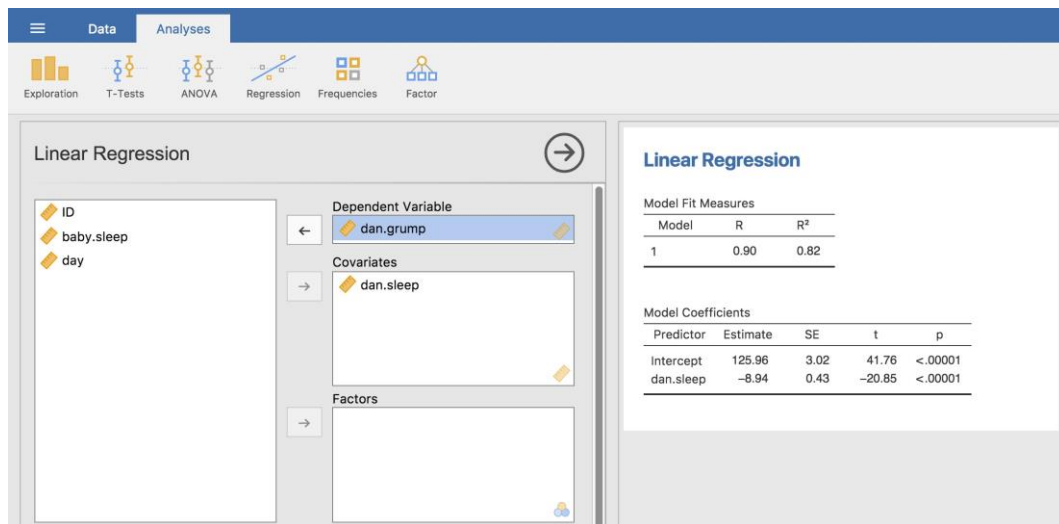 Data Analyses
Exploration T-Tests ANOVA Regression Frequencies Factor
Linear Regression
ID
baby.sleep
day
Dependent Variable
dan.grump
Covariates
dan.sleep
Factors
Linear Regression
Model Fit Measures
Model R R²
1 0.90 0.82
Model Coefficients
Predictor Estimate SE t p
Intercept 125.96 3.02 41.76 <.00001
dan.sleep −8.94 0.43 −20.85 <.00001